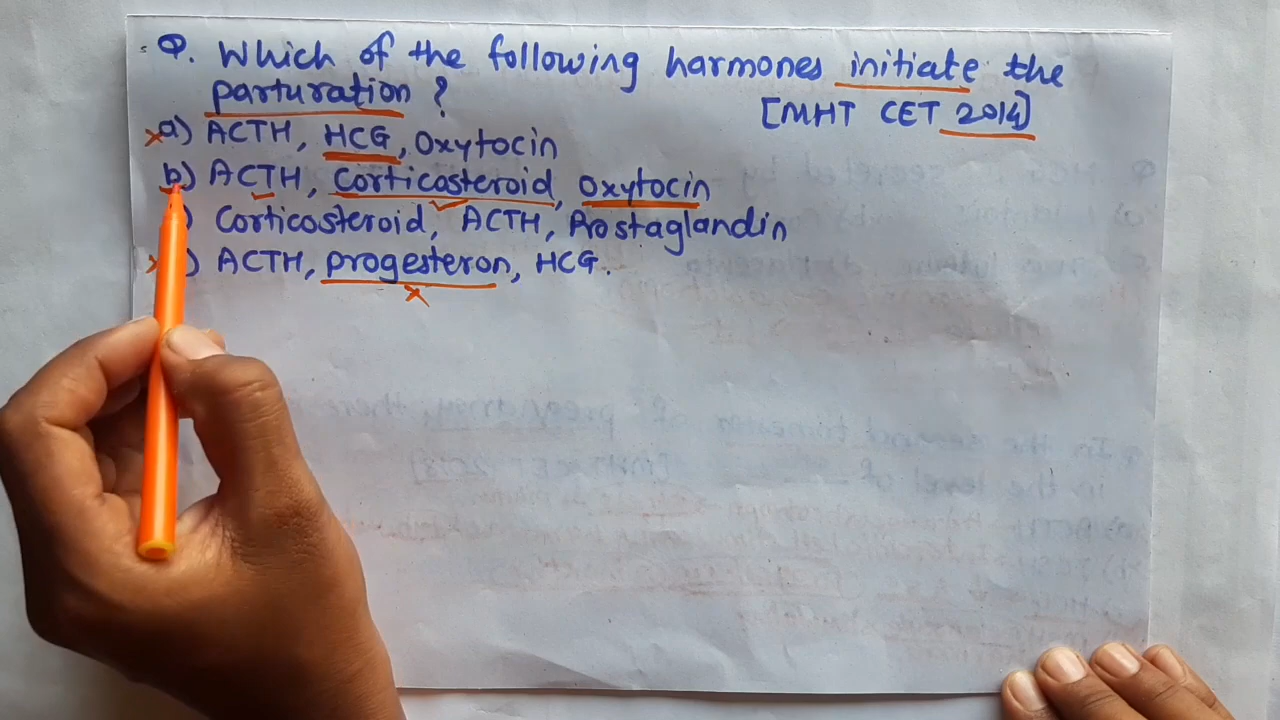 Q. Which of the following harmones initiate the
parturation ?
[MHT CET 2014]
a) ACTH, HCG, Oxytocin
b) ACTH, Corticosteroid, Oxytocin
) Corticosteroid, ACTH, Prostaglandin
) ACTH, progesteron, HCG.